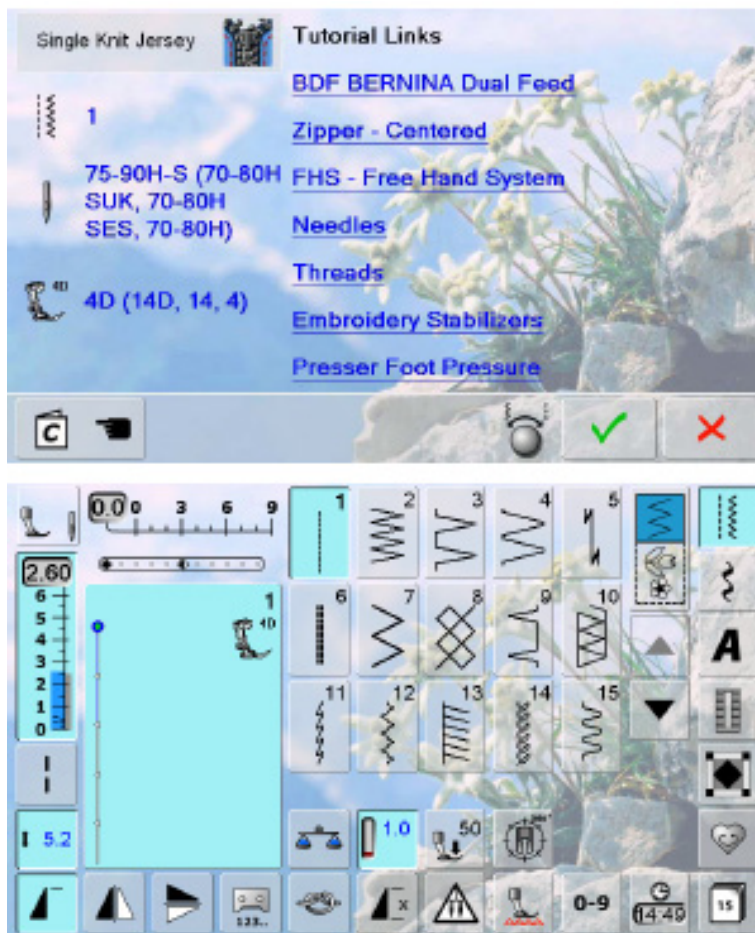 Single Knit Jersey
Tutorial Links
1
75-90H-S (70-80H
SUK, 70-80H
SES, 70-80H)
4D
4D (14D, 14, 4)
BDF BERNINA Dual Feed
Zipper - Centered
FHS - Free Hand System
Needles
Threads
Embroidery Stabilizers
Presser Foot Pressure
C
0.0 0 3 6 9
2.60
6
5
4
3
2
1
0
1
4D
1 2 3 4 5
6 7 8 9 10
11 12 13 14 15
A
5.2
1.0
50
123..
x
0-9
14:49
15